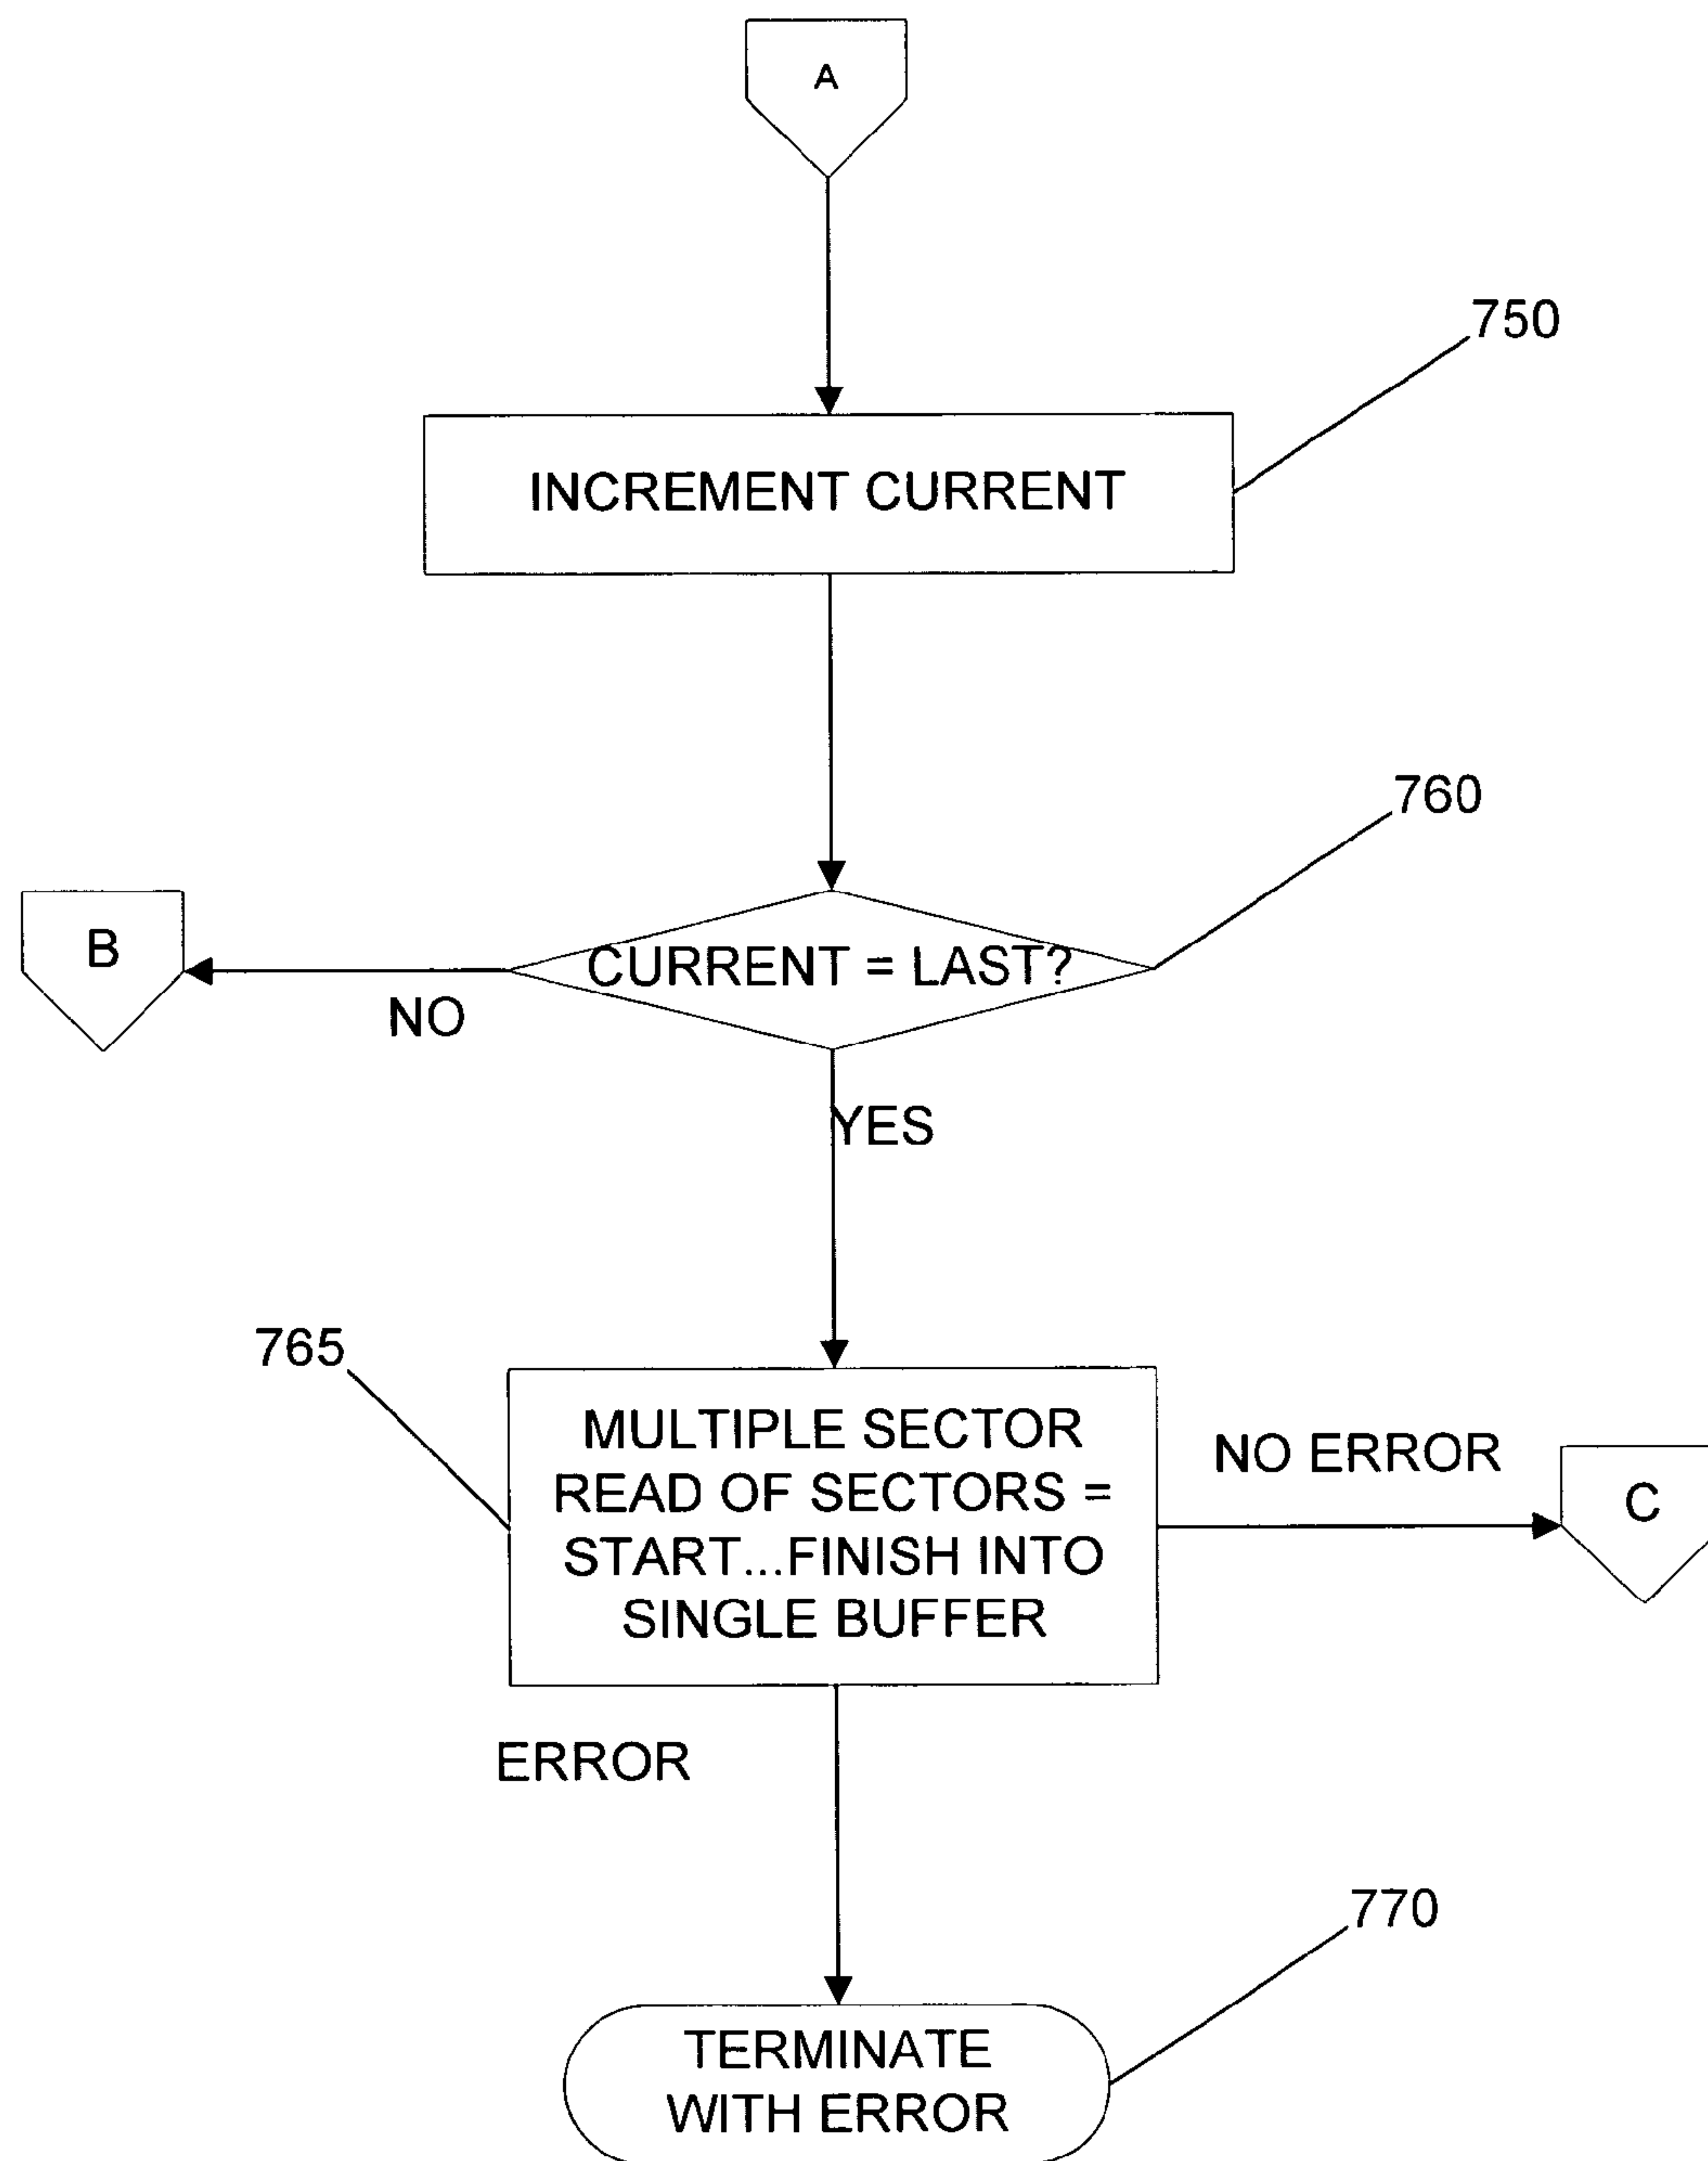 A
750
INCREMENT CURRENT
760
B
CURRENT = LAST?
NO
YES
765
MULTIPLE SECTOR
READ OF SECTORS =
START...FINISH INTO
SINGLE BUFFER
NO ERROR
C
ERROR
770
TERMINATE
WITH ERROR